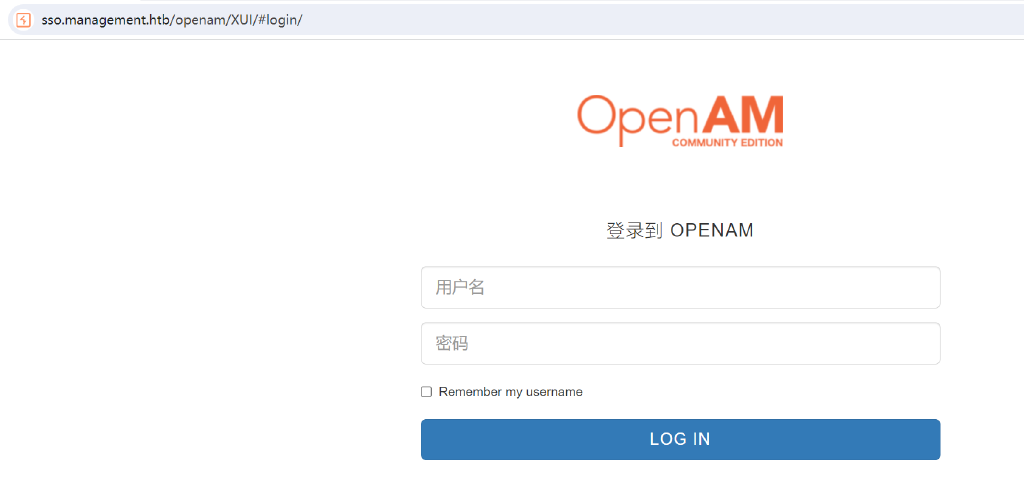 sso.management.htb/openam/XUI/#login/
OpenAM
COMMUNITY EDITION
登录到 OPENAM
用户名
密码
Remember my username
LOG IN